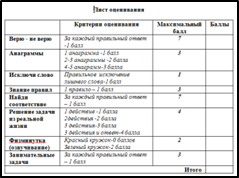 Лист оценивания
Критерии оценивания
Максимальный балл
Баллы
Верю - не верю
За каждый правильный ответ
-1 балл
7
Анаграммы
1 анаграмма -1 балл
2-3 анаграммы -2 балла
4-5 анаграмм-3 балла
3
Исключи слово
Правильное исключение
лишнего слова-1 балл
1
Знание правил
1 правило – 1 балл
3
Найди
соответствие
За каждый правильный ответ
– 1 балл
7
Решение задачи
из реальной
жизни
1 действие -1 балл
2действия -2 балла
3 действия -3 балла
3 действия и ответ-4 балла
4
Физминутка
(озвучивание)
Красный кружок-0 баллов
Зеленый кружок-2 балла
2
Занимательные
задачи
За каждый правильный ответ
– 1 балл
3
Итого